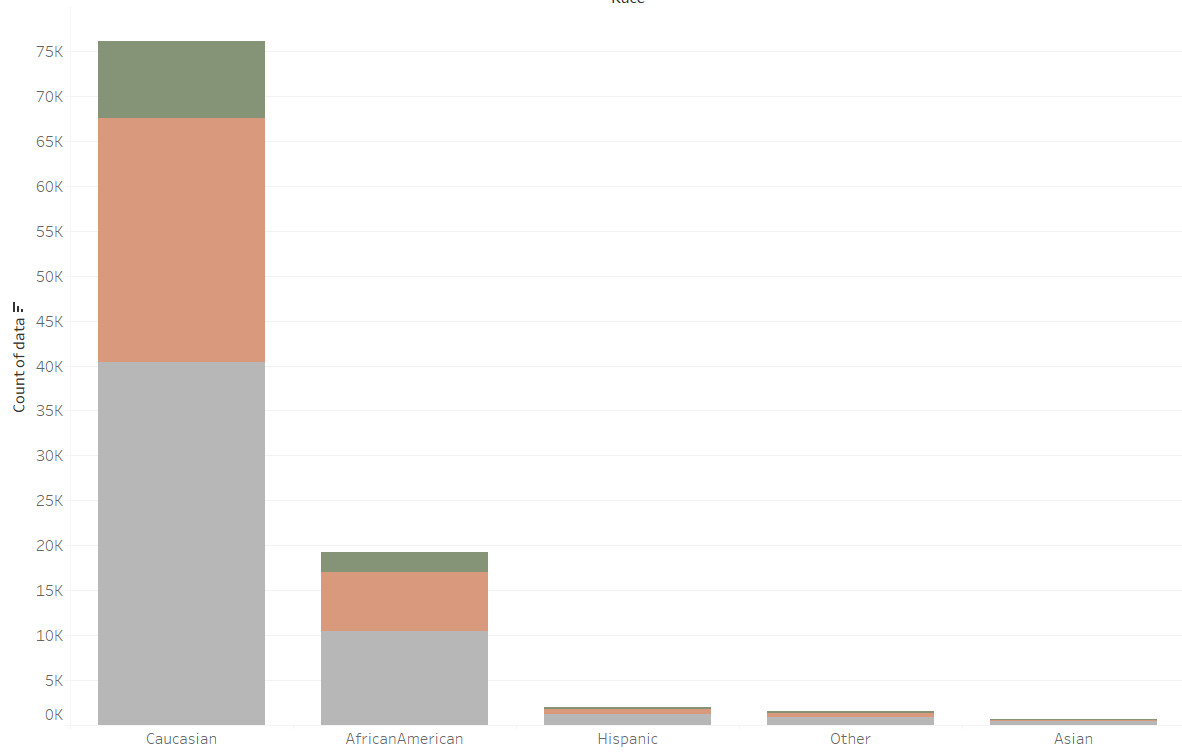 Race
75K
70K
65K
60K
55K
50K
45K
40K
35K
30K
25K
20K
15K
10K
5K
0K
Count of data
Caucasian AfricanAmerican Hispanic Other Asian